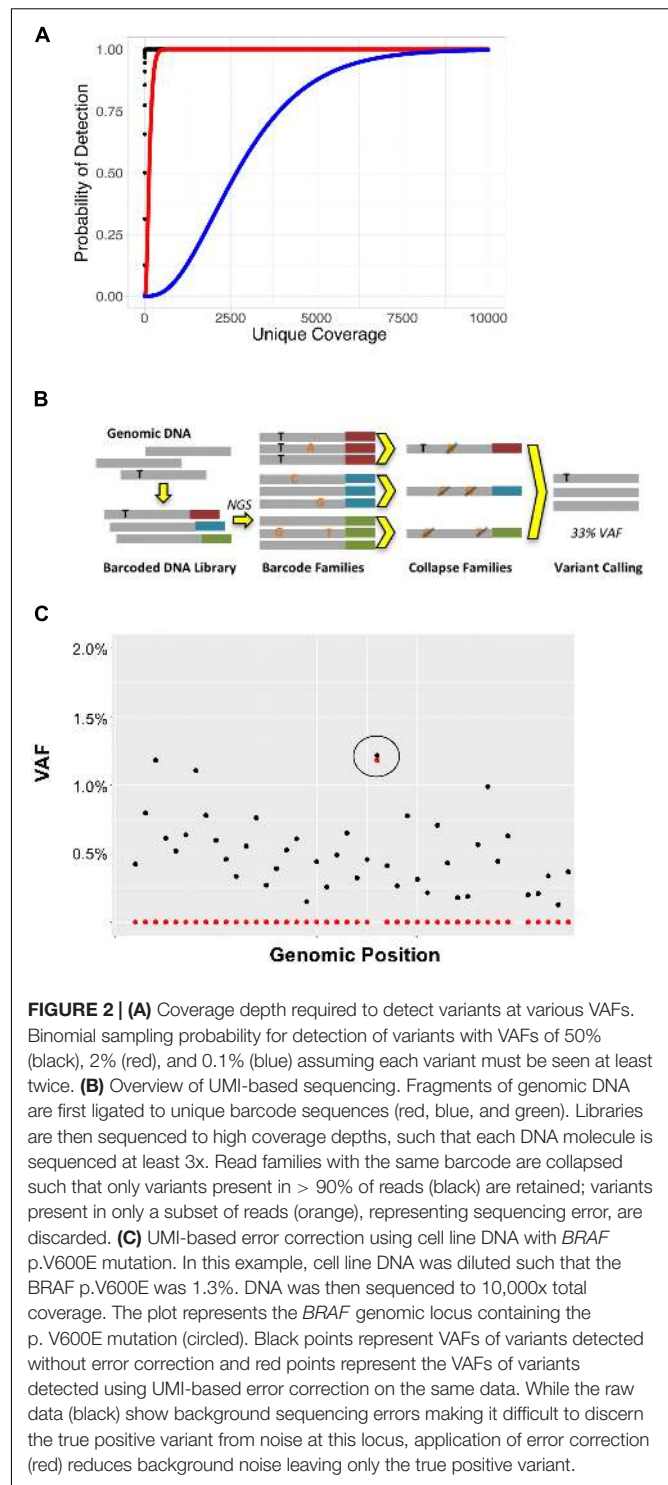 A
1.00
0.75
0.50
0.25
0.00
Probability of Detection
0
2500
5000
7500
10000
Unique Coverage
B
Genomic DNA
T
T
Barcoded DNA Library
NGS
T
A
T
T
C
G
G
T
Barcode Families
T
Collapse Families
T
33% VAF
Variant Calling
C
2.0%
1.5%
1.0%
0.5%
VAF
Genomic Position
FIGURE 2 | (A) Coverage depth required to detect variants at various VAFs.
Binomial sampling probability for detection of variants with VAFs of 50%
(black), 2% (red), and 0.1% (blue) assuming each variant must be seen at least
twice. (B) Overview of UMI-based sequencing. Fragments of genomic DNA
are first ligated to unique barcode sequences (red, blue, and green). Libraries
are then sequenced to high coverage depths, such that each DNA molecule is
sequenced at least 3x. Read families with the same barcode are collapsed
such that only variants present in > 90% of reads (black) are retained; variants
present in only a subset of reads (orange), representing sequencing error, are
discarded. (C) UMI-based error correction using cell line DNA with BRAF
p.V600E mutation. In this example, cell line DNA was diluted such that the
BRAF p.V600E was 1.3%. DNA was then sequenced to 10,000x total
coverage. The plot represents the BRAF genomic locus containing the
p. V600E mutation (circled). Black points represent VAFs of variants detected
without error correction and red points represent the VAFs of variants
detected using UMI-based error correction on the same data. While the raw
data (black) show background sequencing errors making it difficult to discern
the true positive variant from noise at this locus, application of error correction
(red) reduces background noise leaving only the true positive variant.